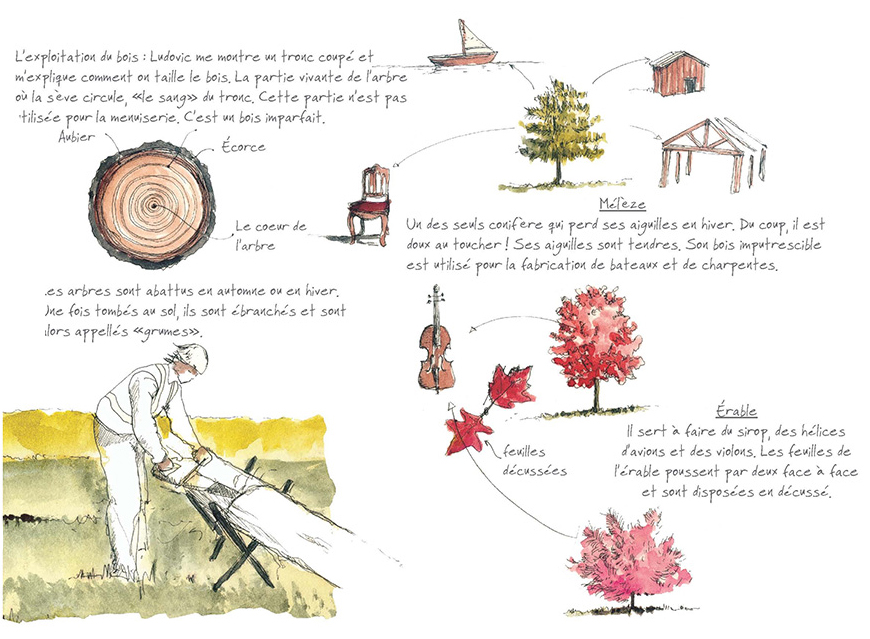 L'exploitation du bois : Ludovic me montre un tronc coupé et
m'explique comment on taille le bois. La partie vivante de l'arbre
où la sève circule, «le sang» du tronc. Cette partie n'est pas
tilisée pour la menuiserie. C'est un bois imparfait.
Aubier
Écorce
Le coeur de
l'arbre
es arbres sont abattus en automne ou en hiver.
ne fois tombés au sol, ils sont ébranchés et sont
lors appellés «grumes».
Mélèze
Un des seuls conifère qui perd ses aiguilles en hiver. Du coup, il est
doux au toucher ! Ses aiguilles sont tendres. Son bois imputrescible
est utilisé pour la fabrication de bateaux et de charpentes.
feuilles
décussées
Érable
Il sert à faire du sirop, des hélices
d'avions et des violons. Les feuilles de
l'érable poussent par deux face à face
et sont disposées en décussé.